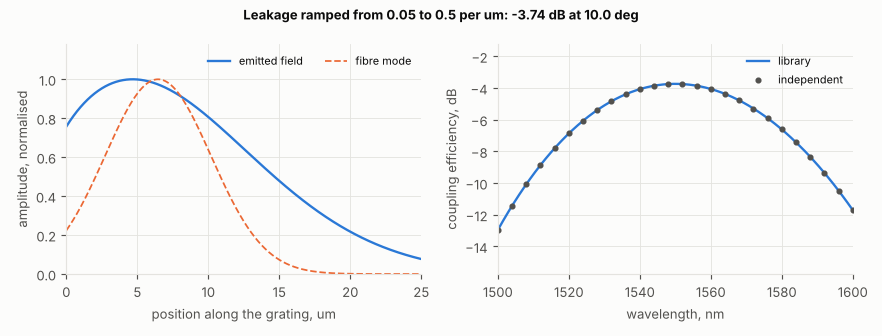 Leakage ramped from 0.05 to 0.5 per um: -3.74 dB at 10.0 deg
emitted field
fibre mode
1.0
0.8
0.6
0.4
0.2
0.0
0
5
10
15
20
25
amplitude, normalised
position along the grating, um
library
independent
−2
−4
−6
−8
−10
−12
−14
1500
1520
1540
1560
1580
1600
coupling efficiency, dB
wavelength, nm